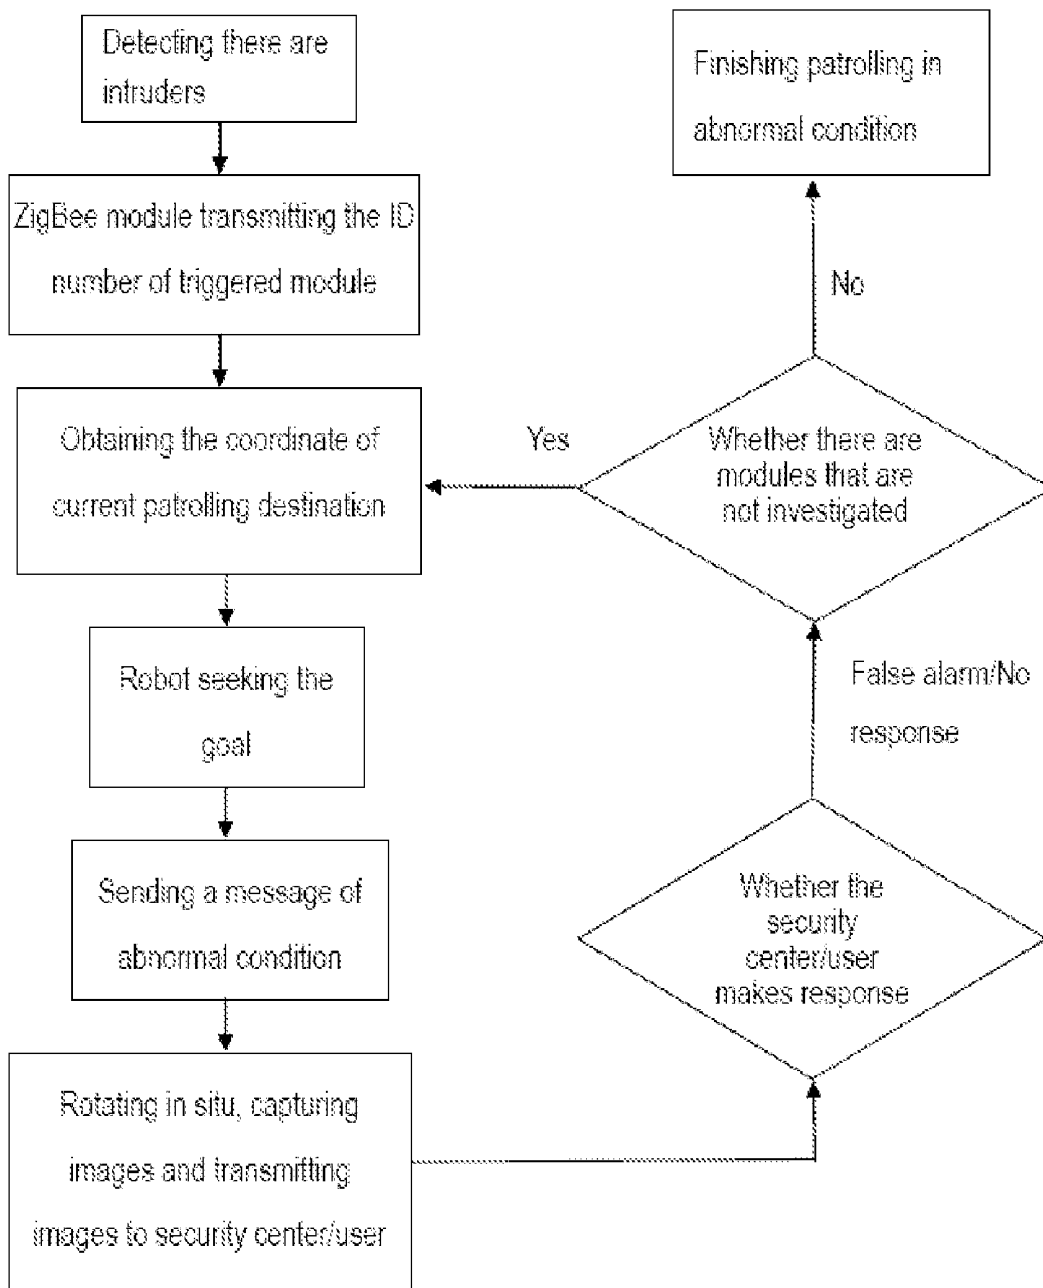 Detecting there are
intruders
ZigBee module transmitting the ID
number of triggered module
Obtaining the coordinate of
current patrolling destination
Robot seeking the
goal
Sending a message of
abnormal condition
Rotating in situ, capturing
images and transmitting
images to security center/user
Whether the
security
center/user
makes response
False alarm/No
response
Whether there are
modules that are
not investigated
Yes
No
Finishing patrolling in
abnormal condition